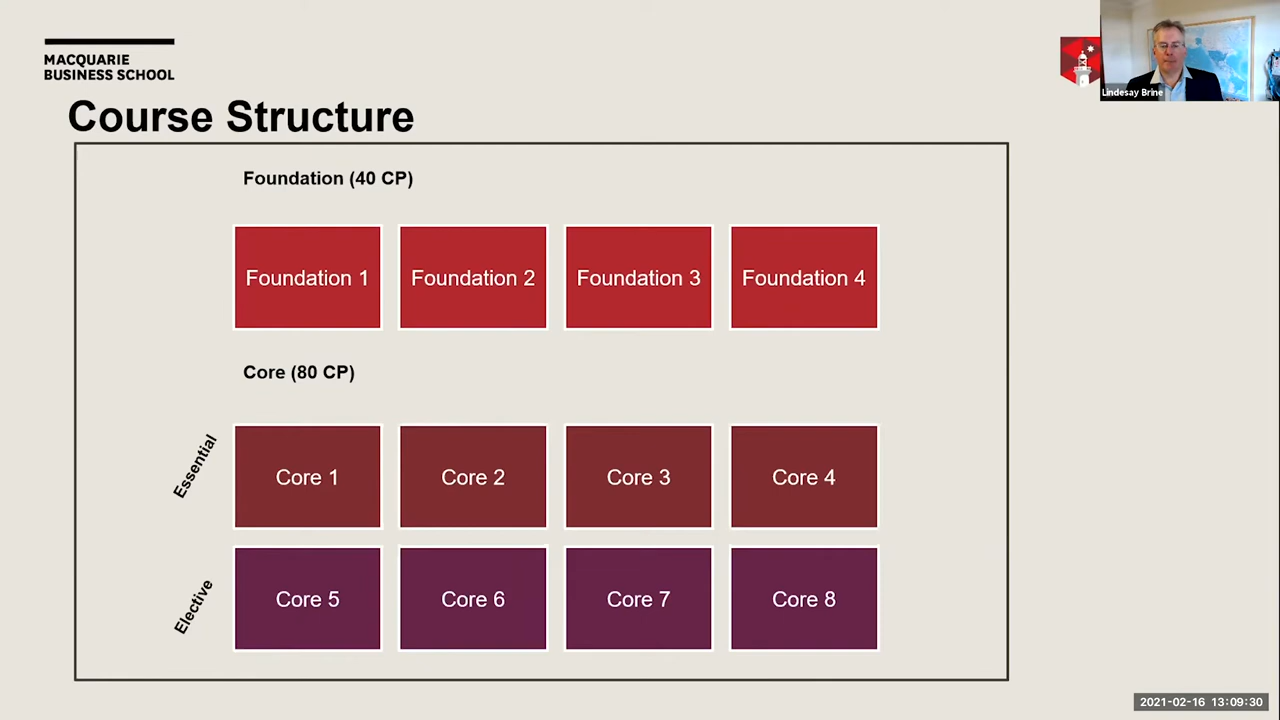 MACQUARIE
BUSINESS SCHOOL
Lindesay Brine
Course Structure
Foundation (40 CP)
Foundation 1
Foundation 2
Foundation 3
Foundation 4
Core (80 CP)
Essential
Core 1
Core 2
Core 3
Core 4
Elective
Core 5
Core 6
Core 7
Core 8
2021-02-16 13:09:30